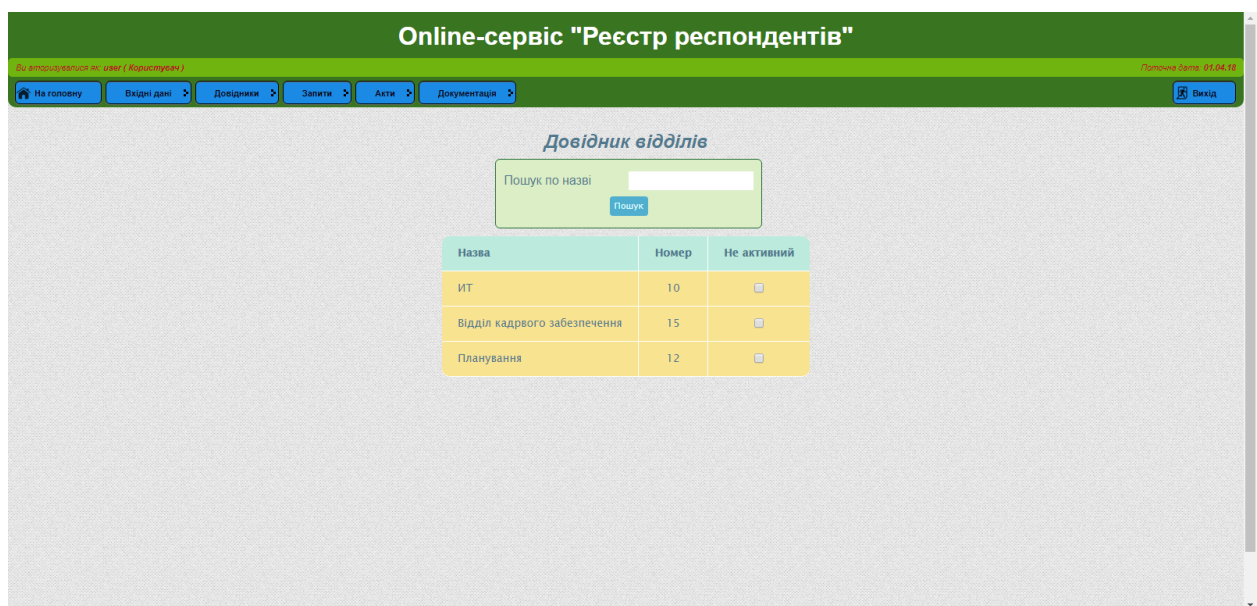 Online-сервіс "Реєстр респондентів"
Ви авторизувалися як: user ( Користувач ) Поточна дата: 01.04.18
На головну Вхідні дані Довідники Запити Акти Документація Вихід
Довідник відділів
Пошук по назві
Пошук
Назва Номер Не активний
ИТ 10
Відділ кадрвого забезпечення 15
Планування 12